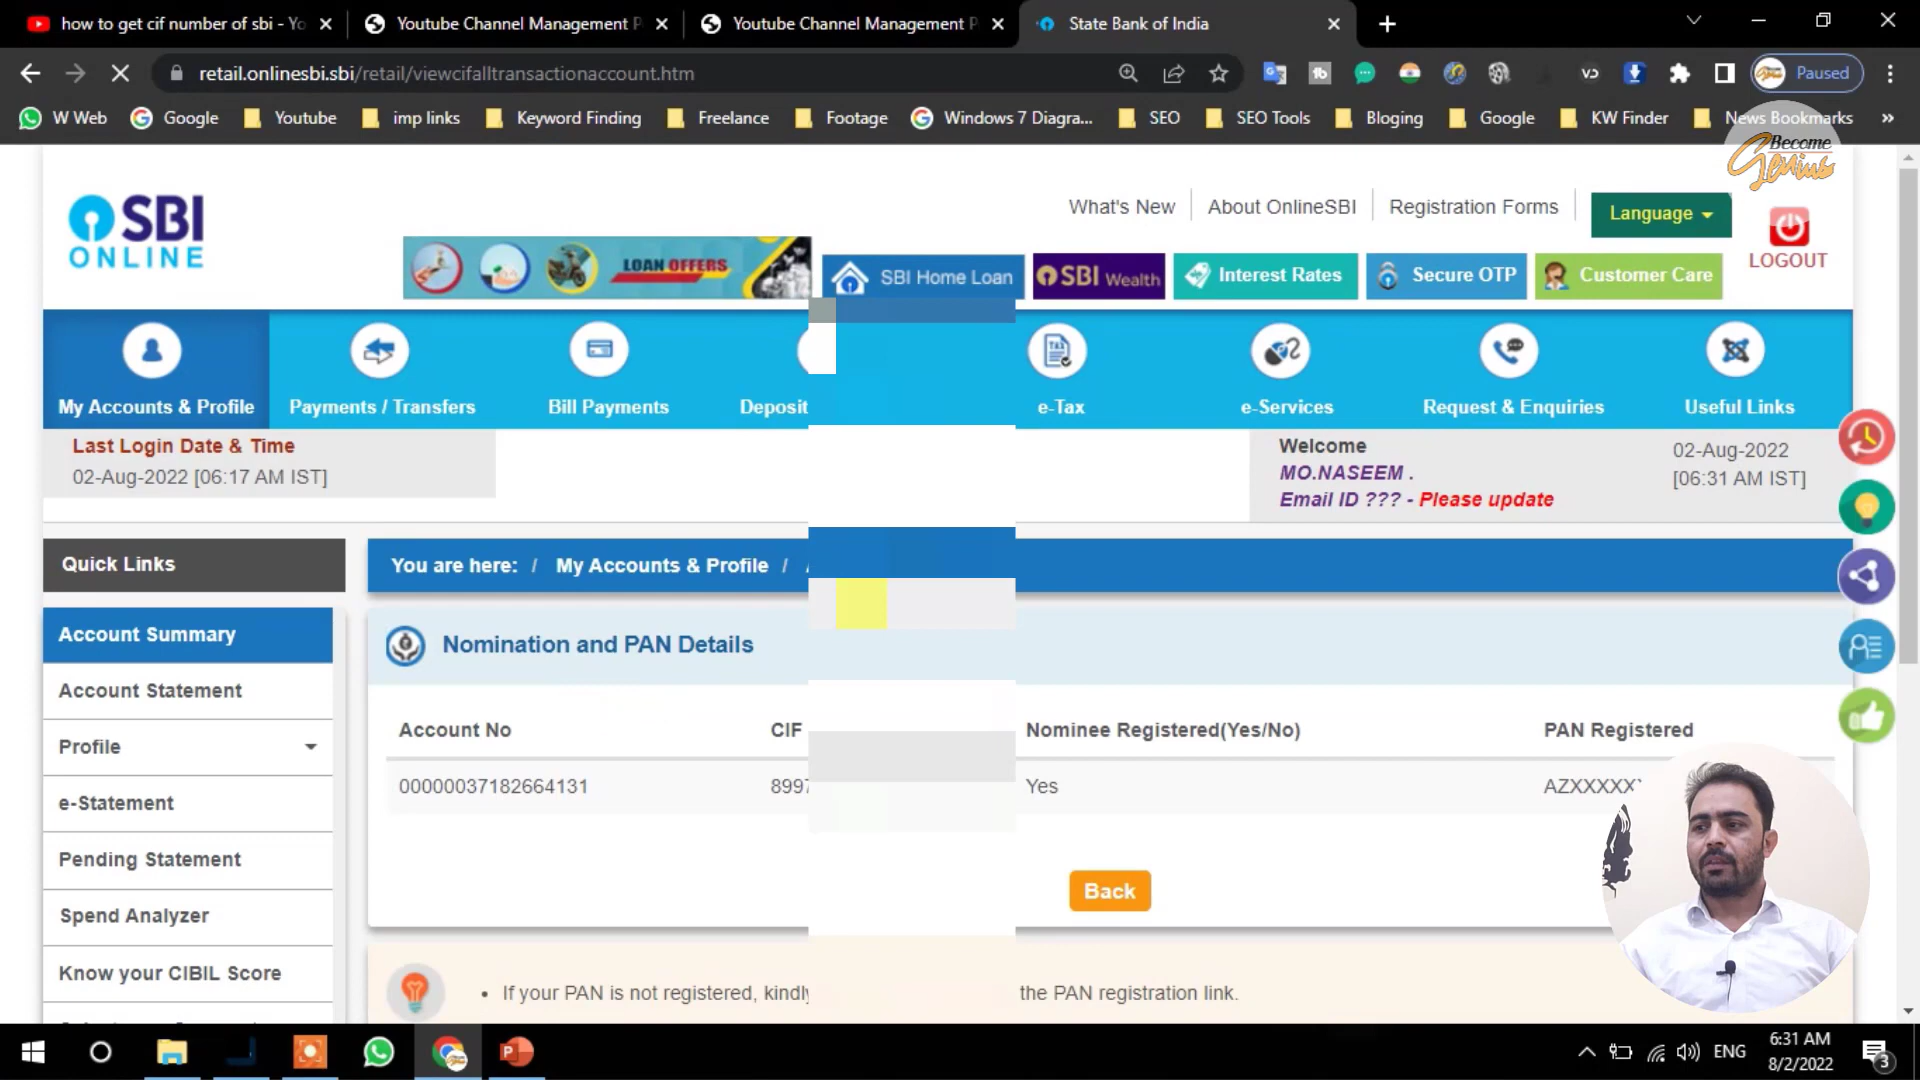 how to get cif number of sbi - Yo
Youtube Channel Management P
Youtube Channel Management P
State Bank of India
retail.onlinesbi.sbi/retail/viewcifalltransactionaccount.htm
Paused
W Web
Google
Youtube
imp links
Keyword Finding
Freelance
Footage
Windows 7 Diagra...
SEO
SEO Tools
Bloging
Google
KW Finder
News Bookmarks
»
Become
Genius
SBI
ONLINE
What's New
About OnlineSBI
Registration Forms
Language
LOGOUT
LOAN OFFERS
SBI Home Loan
SBI Wealth
Interest Rates
Secure OTP
Customer Care
My Accounts & Profile
Payments / Transfers
Bill Payments
Deposit
TAX
e-Tax
e-Services
Request & Enquiries
Useful Links
Last Login Date & Time
02-Aug-2022 [06:17 AM IST]
Welcome
MO.NASEEM .
Email ID ??? - Please update
02-Aug-2022
[06:31 AM IST]
Quick Links
You are here: / My Accounts & Profile /
Account Summary
Account Statement
Profile
e-Statement
Pending Statement
Spend Analyzer
Know your CIBIL Score
Nomination and PAN Details
Account No
CIF
Nominee Registered(Yes/No)
PAN Registered
00000037182664131
8997
Yes
AZXXXXX
Back
• If your PAN is not registered, kindly
the PAN registration link.
ENG
6:31 AM
8/2/2022
3